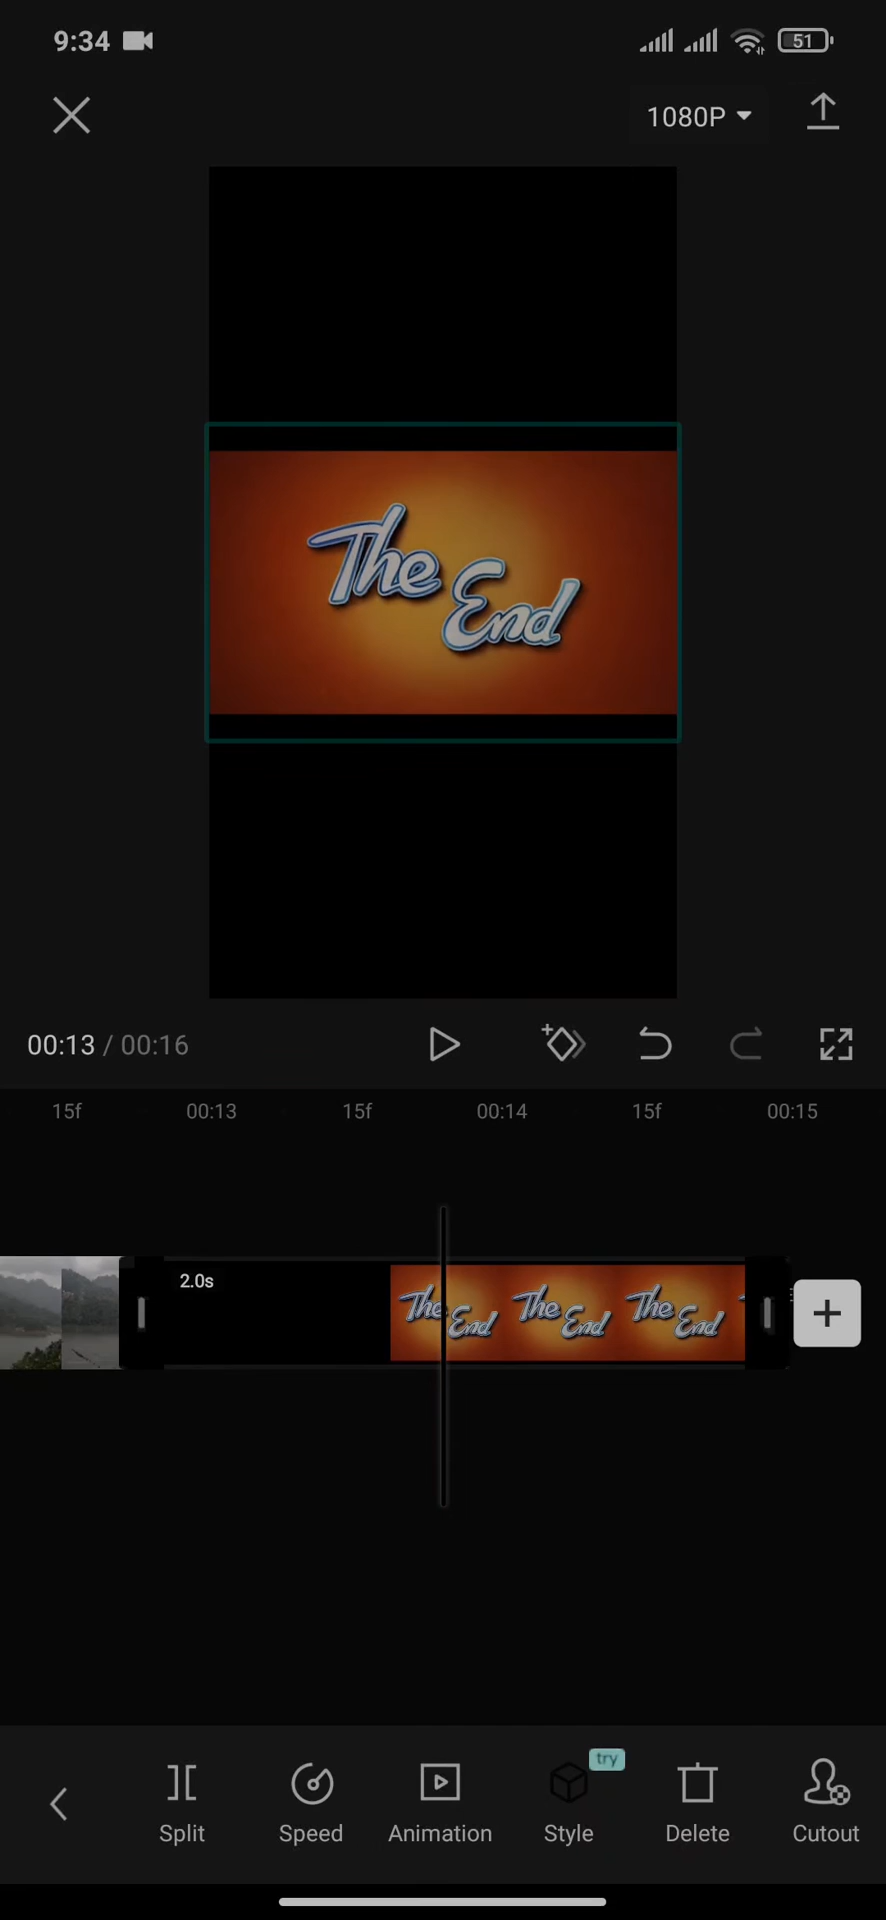 9:34
51
1080P
The
End
00:13 / 00:16
15f 00:13 15f 00:14 15f 00:15
2.0s
The End The End The End
try
Split Speed Animation Style Delete Cutout